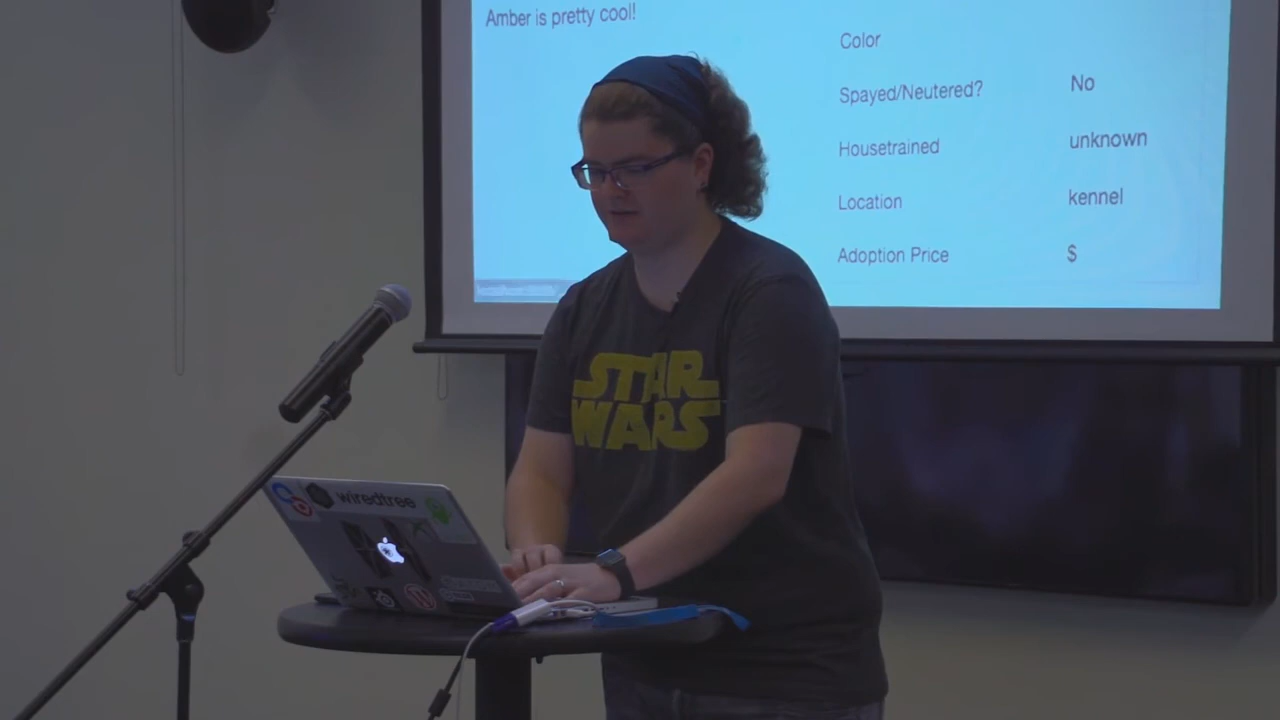 Amber is pretty cool!
Color
Spayed/Neutered? No
Housetrained unknown
Location kennel
Adoption Price $
STAR
WARS
wiredtree